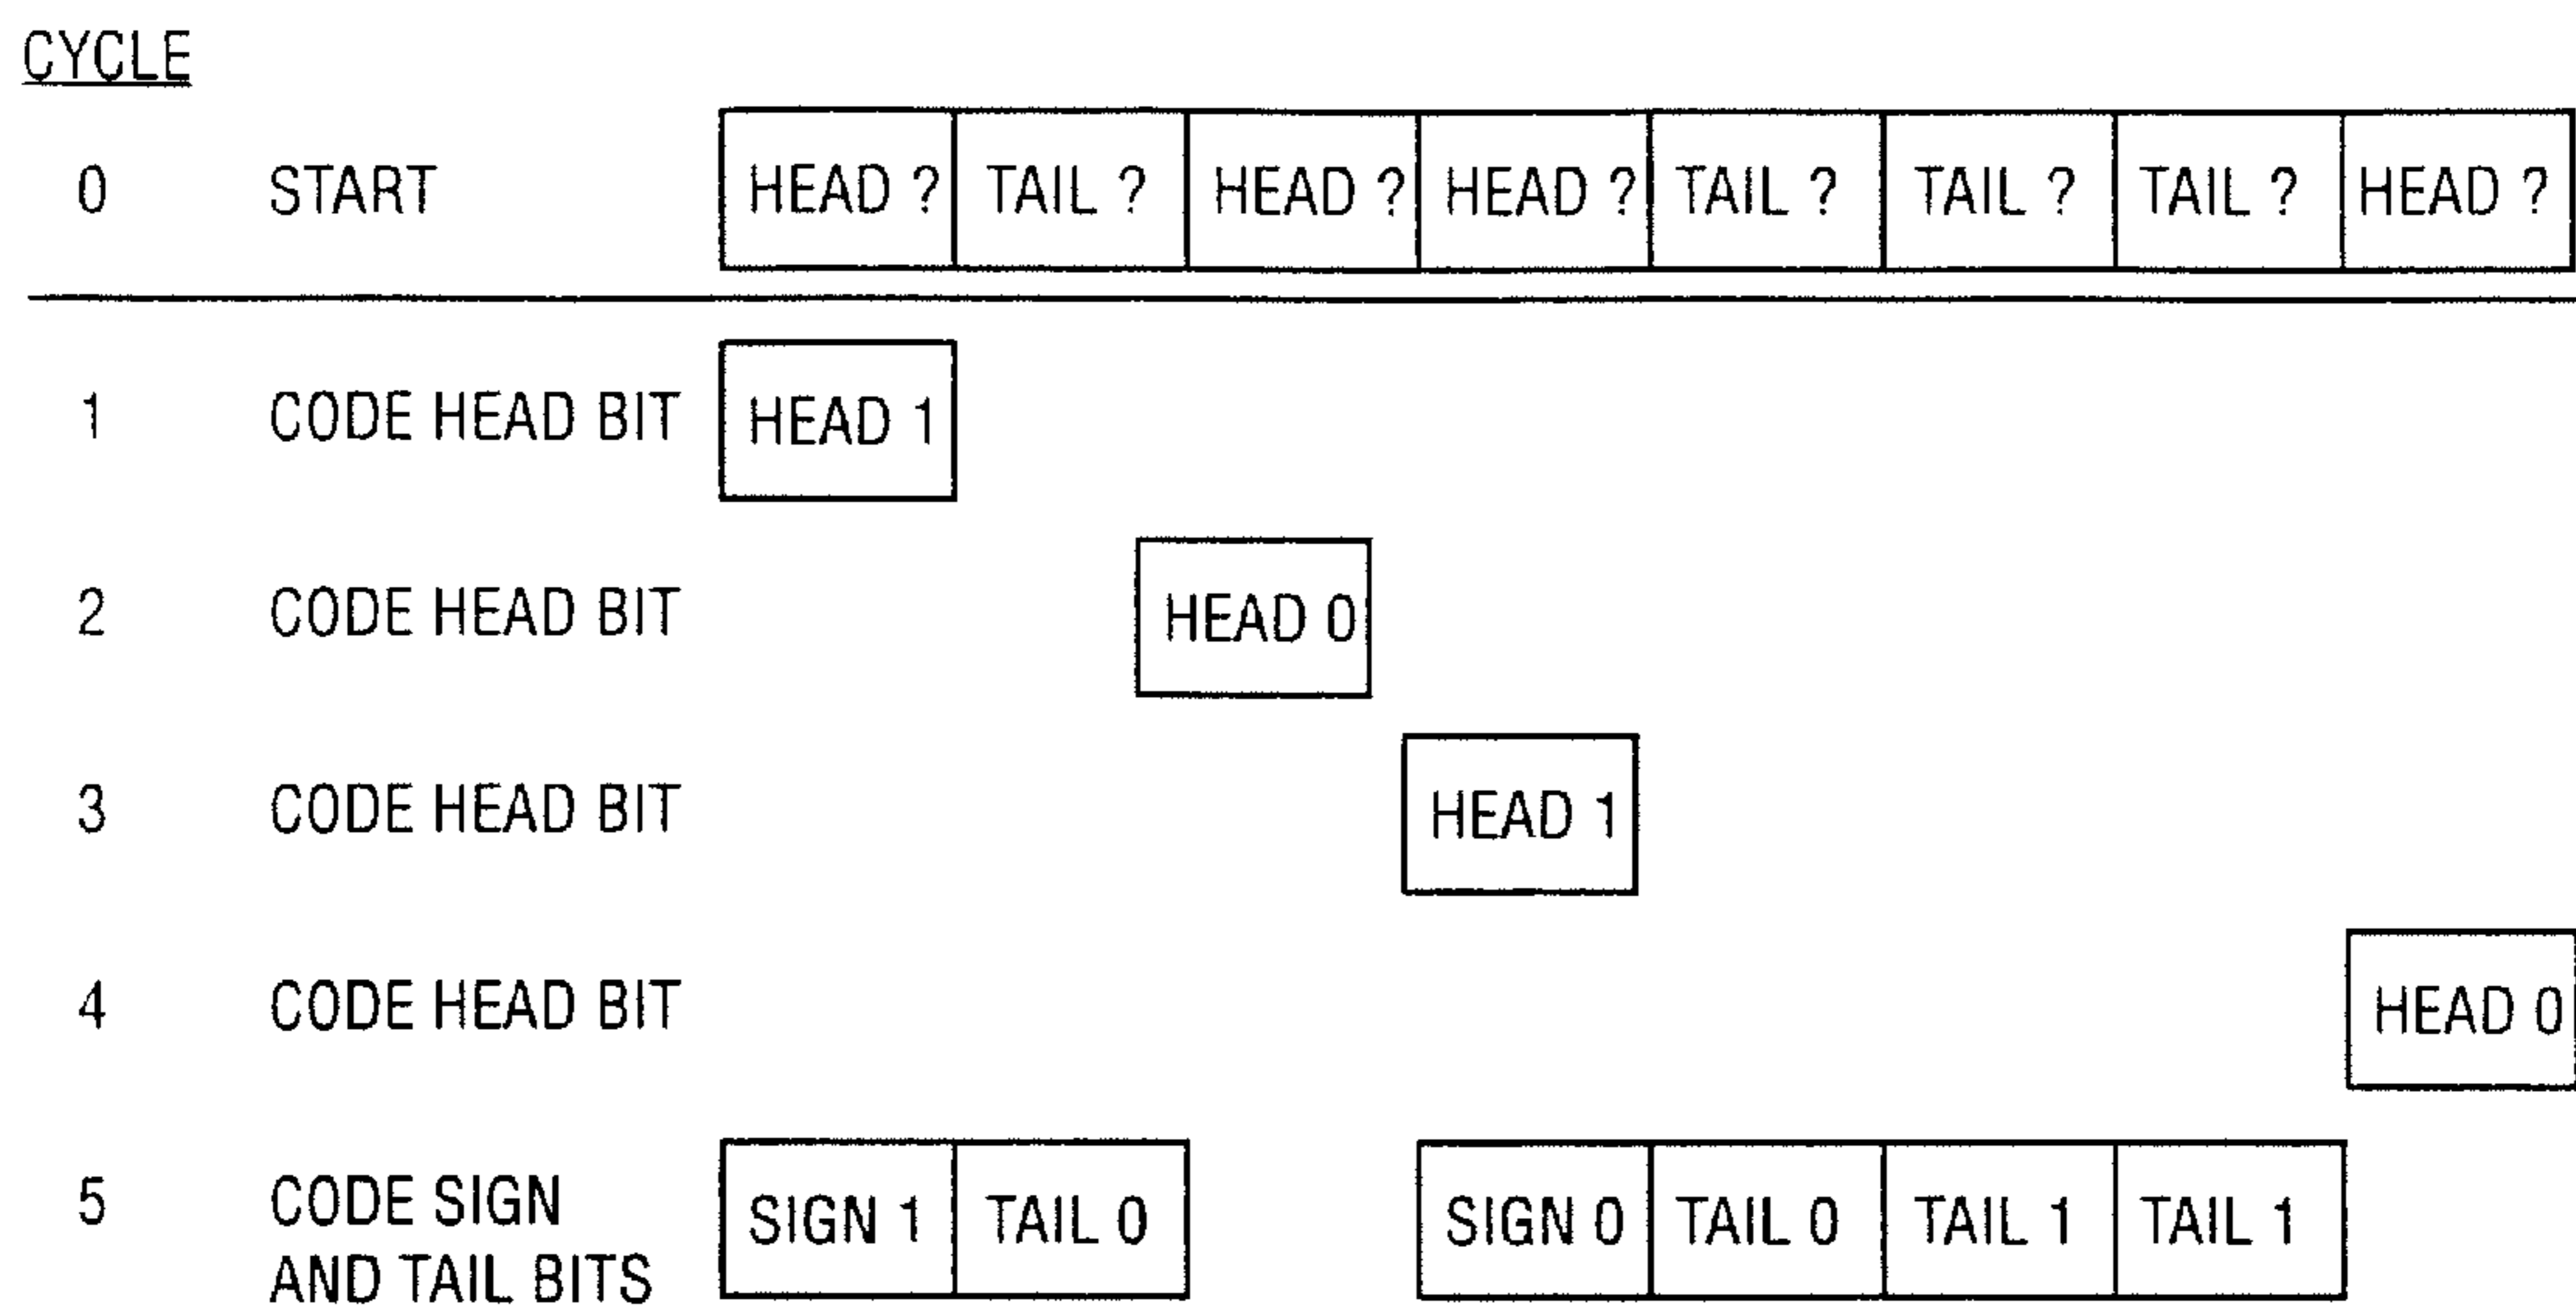 CYCLE
0 START HEAD ? TAIL ? HEAD ? HEAD ? TAIL ? TAIL ? TAIL ? HEAD ?
1 CODE HEAD BIT HEAD 1
2 CODE HEAD BIT HEAD 0
3 CODE HEAD BIT HEAD 1
4 CODE HEAD BIT HEAD 0
5 CODE SIGN SIGN 1 TAIL 0 SIGN 0 TAIL 0 TAIL 1 TAIL 1
AND TAIL BITS